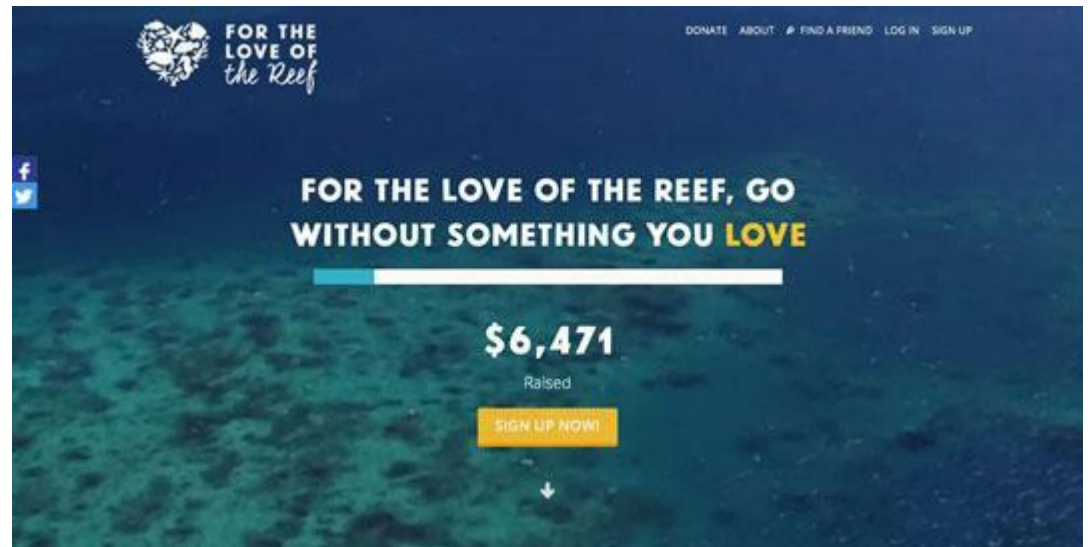 FOR THE
LOVE OF
the Reef
DONATE ABOUT FIND A FRIEND LOG IN SIGN UP
FOR THE LOVE OF THE REEF, GO
WITHOUT SOMETHING YOU LOVE
$6,471
Raised
SIGN UP NOW!